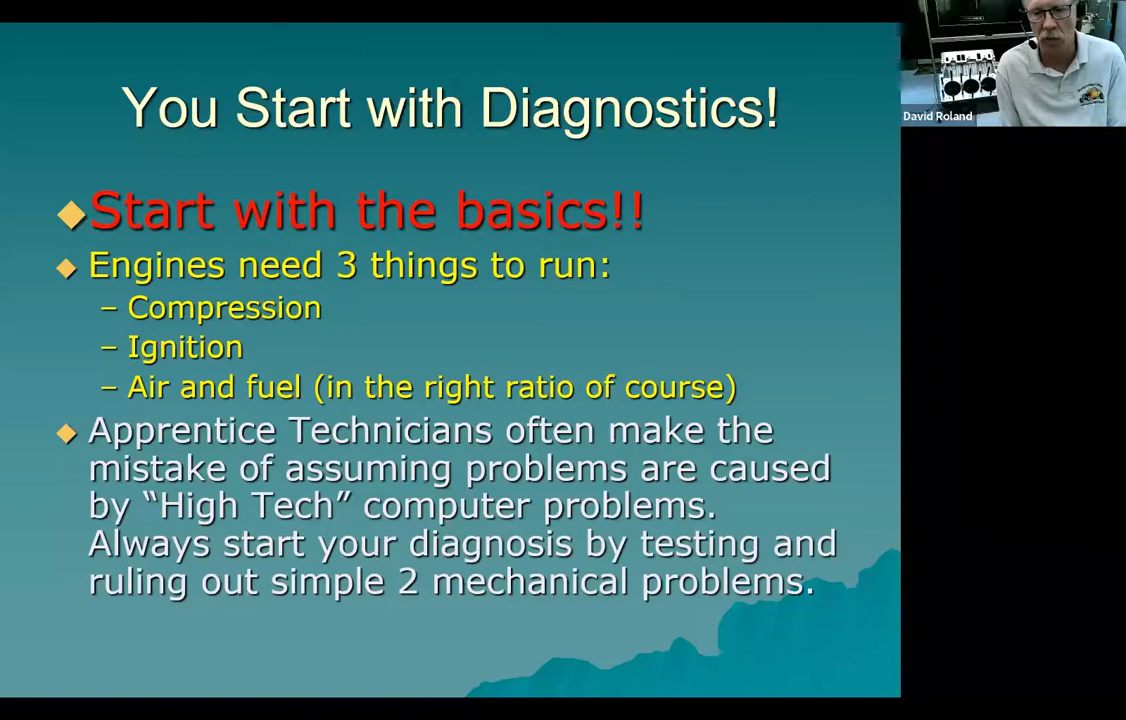 You Start with Diagnostics!
Start with the basics!!
Engines need 3 things to run:
– Compression
– Ignition
– Air and fuel (in the right ratio of course)
Apprentice Technicians often make the
mistake of assuming problems are caused
by “High Tech” computer problems.
Always start your diagnosis by testing and
ruling out simple 2 mechanical problems.
David Roland